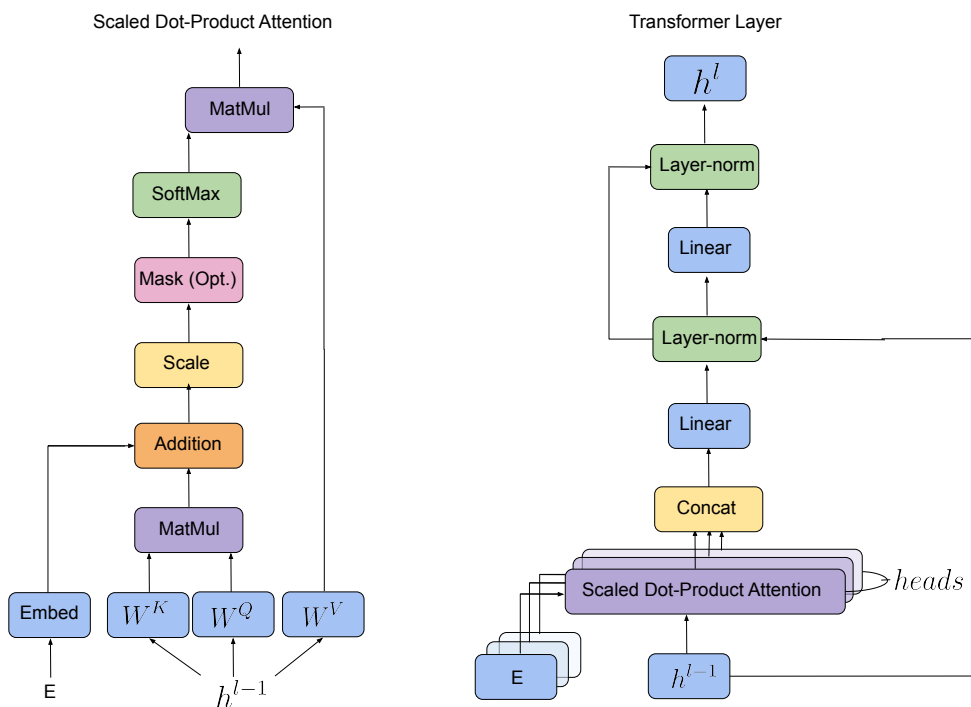 Scaled Dot-Product Attention
MatMul
SoftMax
Mask (Opt.)
Scale
Addition
MatMul
Embed
W^K
W^Q
W^V
E
h^{l-1}
Transformer Layer
h^l
Layer-norm
Linear
Layer-norm
Linear
Concat
Scaled Dot-Product Attention
heads
E
h^{l-1}